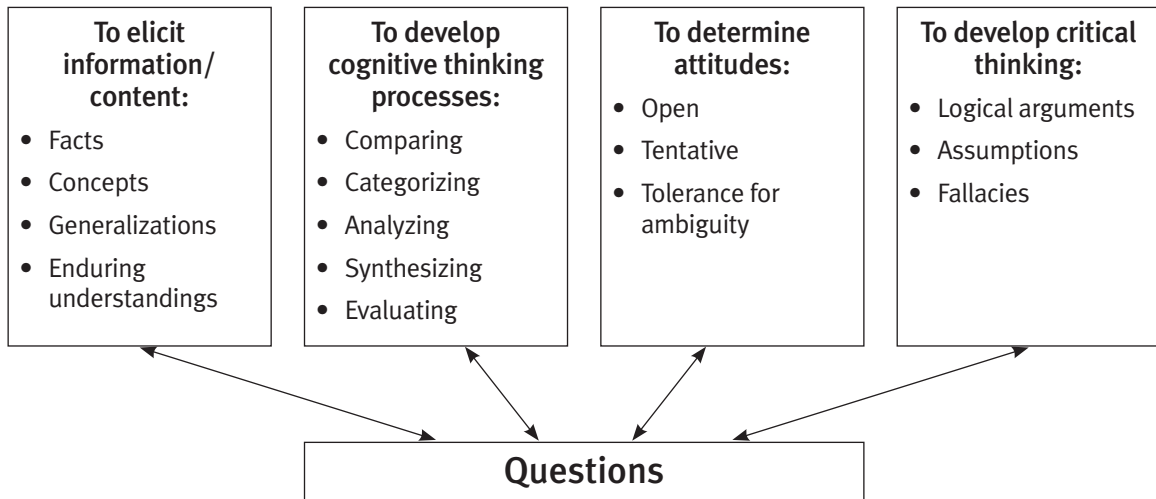 To elicit
information/
content:
• Facts
• Concepts
• Generalizations
• Enduring
understandings
To develop
cognitive thinking
processes:
• Comparing
• Categorizing
• Analyzing
• Synthesizing
• Evaluating
To determine
attitudes:
• Open
• Tentative
• Tolerance for
ambiguity
To develop critical
thinking:
• Logical arguments
• Assumptions
• Fallacies
Questions